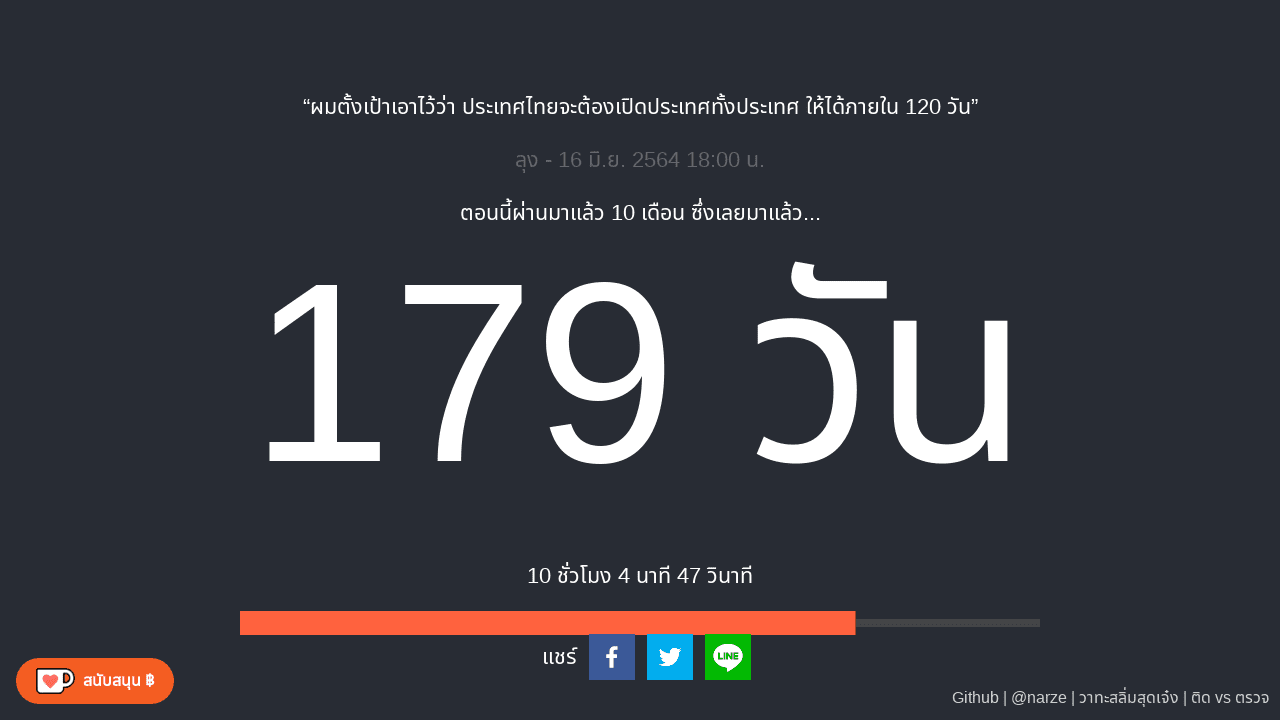 “ผมตั้งเป้าเอาไว้ว่า ประเทศไทยจะต้องเปิดประเทศทั้งประเทศ ให้ได้ภายใน 120 วัน”
ลุง - 16 มิ.ย. 2564 18:00 น.
ตอนนี้ผ่านมาแล้ว 10 เดือน ซึ่งเลยมาแล้ว...
179 วัน
10 ชั่วโมง 4 นาที 47 วินาที
แชร์
LINE
สนับสนุน ฿
Github | @narze | วาทะสลิ่มสุดเจ๋ง | ติด vs ตรวจ